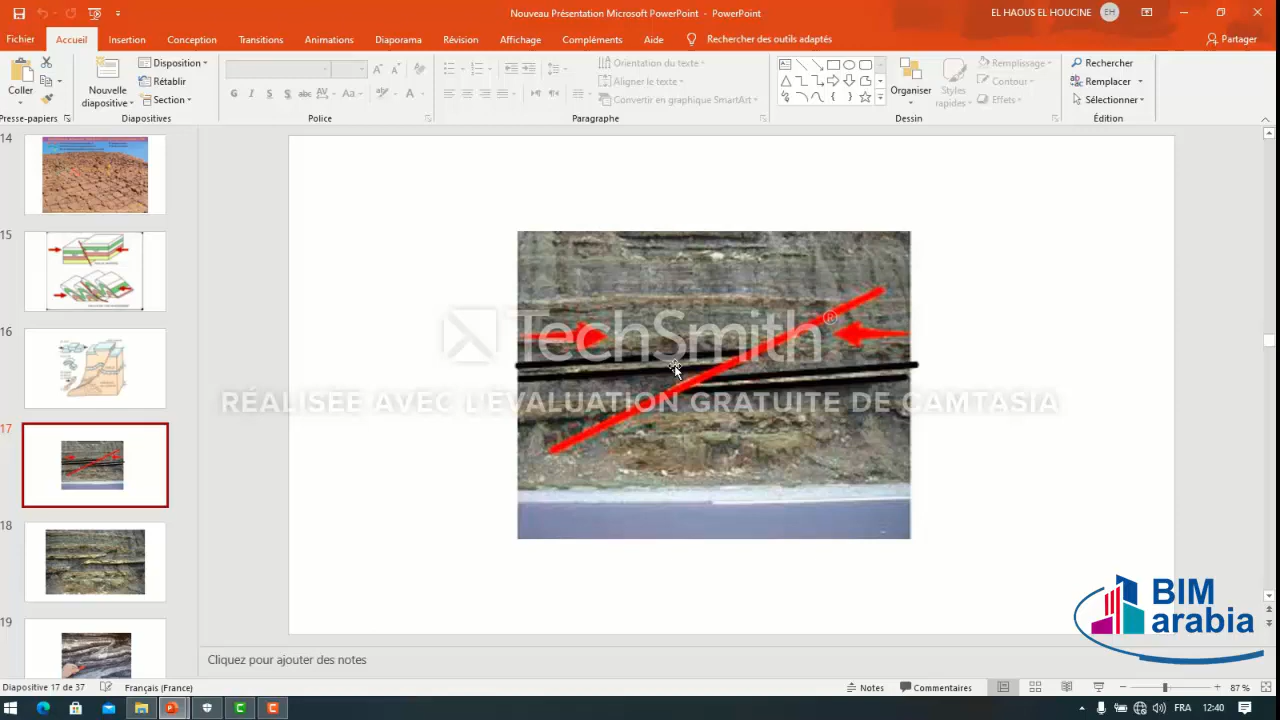 Nouveau Présentation Microsoft PowerPoint - PowerPoint
EL HAOUS EL HOUCINE EH
Fichier Accueil Insertion Conception Transitions Animations Diaporama Révision Affichage Compléments Aide Rechercher des outils adaptés Partager
Coller
Nouvelle diapositive
Disposition
Rétablir
Section
Orientation du texte
Aligner le texte
Convertir en graphique SmartArt
Organiser
Styles rapides
Remplissage
Contour
Effets
Rechercher
Remplacer
Sélectionner
Presse-papiers Diapositives Police Paragraphe Dessin Édition
14
15
16
17
18
19
TechSmith®
RÉALISÉE AVEC L'ÉVALUATION GRATUITE DE CAMTASIA
BIM
arabia
Cliquez pour ajouter des notes
Diapositive 17 de 37 Français (France) Notes Commentaires 87 %
FRA 12:40